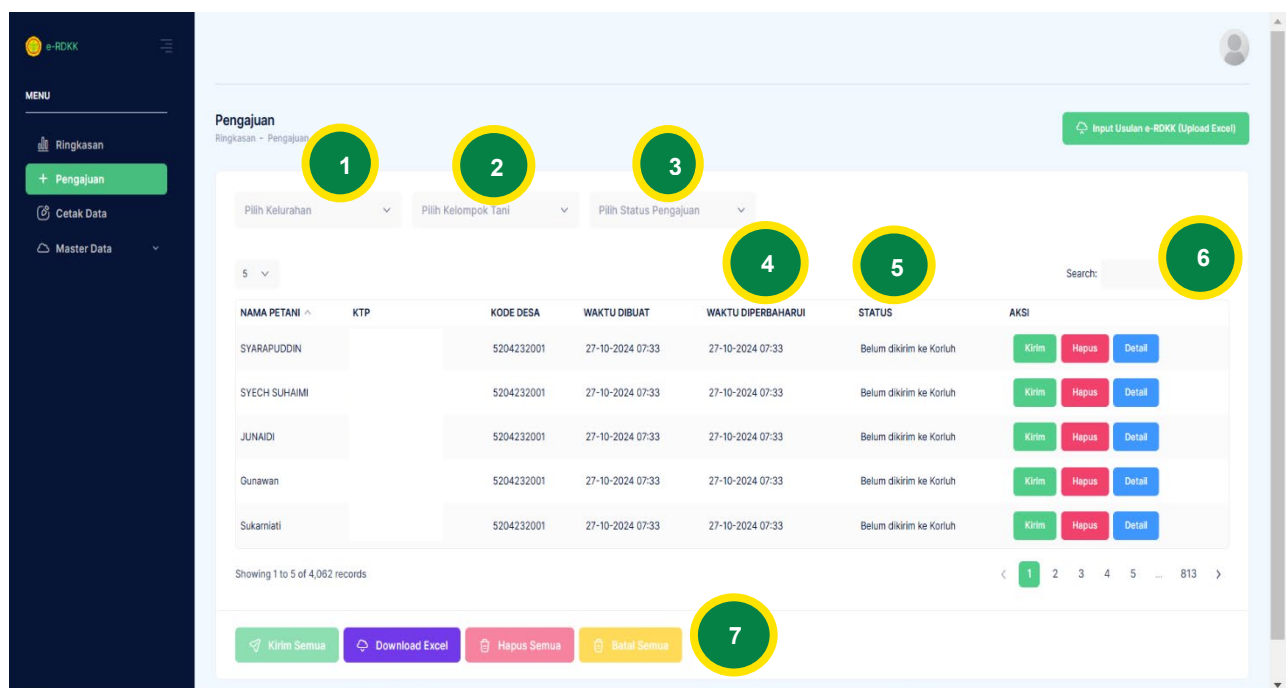 e-RDKK
MENU
Ringkasan
+ Pengajuan
Cetak Data
Master Data
Pengajuan
Ringkasan - Pengajuan
Input Usulan e-RDKK (Upload Excel)
1 2 3
Pilih Kelurahan Pilih Kelompok Tani Pilih Status Pengajuan
4 5 6
5 Search:
NAMA PETANI KTP KODE DESA WAKTU DIBUAT WAKTU DIPERBAHARUI STATUS AKSI
SYARAPUDDIN 5204232001 27-10-2024 07:33 27-10-2024 07:33 Belum dikirim ke Korluh Kirim Hapus Detail
SYECH SUHAIMI 5204232001 27-10-2024 07:33 27-10-2024 07:33 Belum dikirim ke Korluh Kirim Hapus Detail
JUNAIDI 5204232001 27-10-2024 07:33 27-10-2024 07:33 Belum dikirim ke Korluh Kirim Hapus Detail
Gunawan 5204232001 27-10-2024 07:33 27-10-2024 07:33 Belum dikirim ke Korluh Kirim Hapus Detail
Sukarniati 5204232001 27-10-2024 07:33 27-10-2024 07:33 Belum dikirim ke Korluh Kirim Hapus Detail
Showing 1 to 5 of 4,062 records < 1 2 3 4 5 ... 813 >
Kirim Semua Download Excel Hapus Semua Batal Semua 7